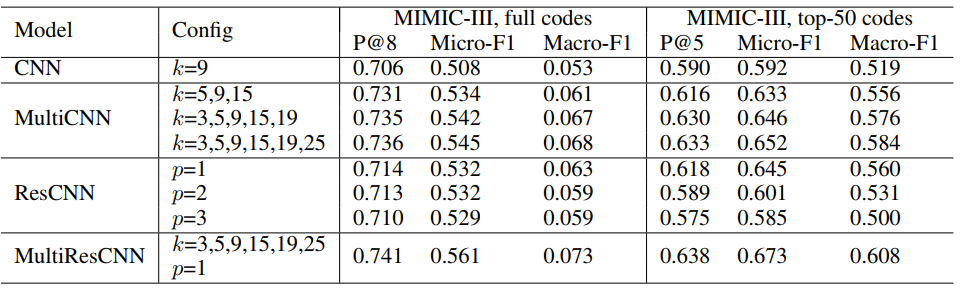 Model Config MIMIC-III, full codes MIMIC-III, top-50 codes
P@8 Micro-F1 Macro-F1 P@5 Micro-F1 Macro-F1
CNN k=9 0.706 0.508 0.053 0.590 0.592 0.519
MultiCNN k=5,9,15 0.731 0.534 0.061 0.616 0.633 0.556
k=3,5,9,15,19 0.735 0.542 0.067 0.630 0.646 0.576
k=3,5,9,15,19,25 0.736 0.545 0.068 0.633 0.652 0.584
ResCNN p=1 0.714 0.532 0.063 0.618 0.645 0.560
p=2 0.713 0.532 0.059 0.589 0.601 0.531
p=3 0.710 0.529 0.059 0.575 0.585 0.500
MultiResCNN k=3,5,9,15,19,25 0.741 0.561 0.073 0.638 0.673 0.608
p=1